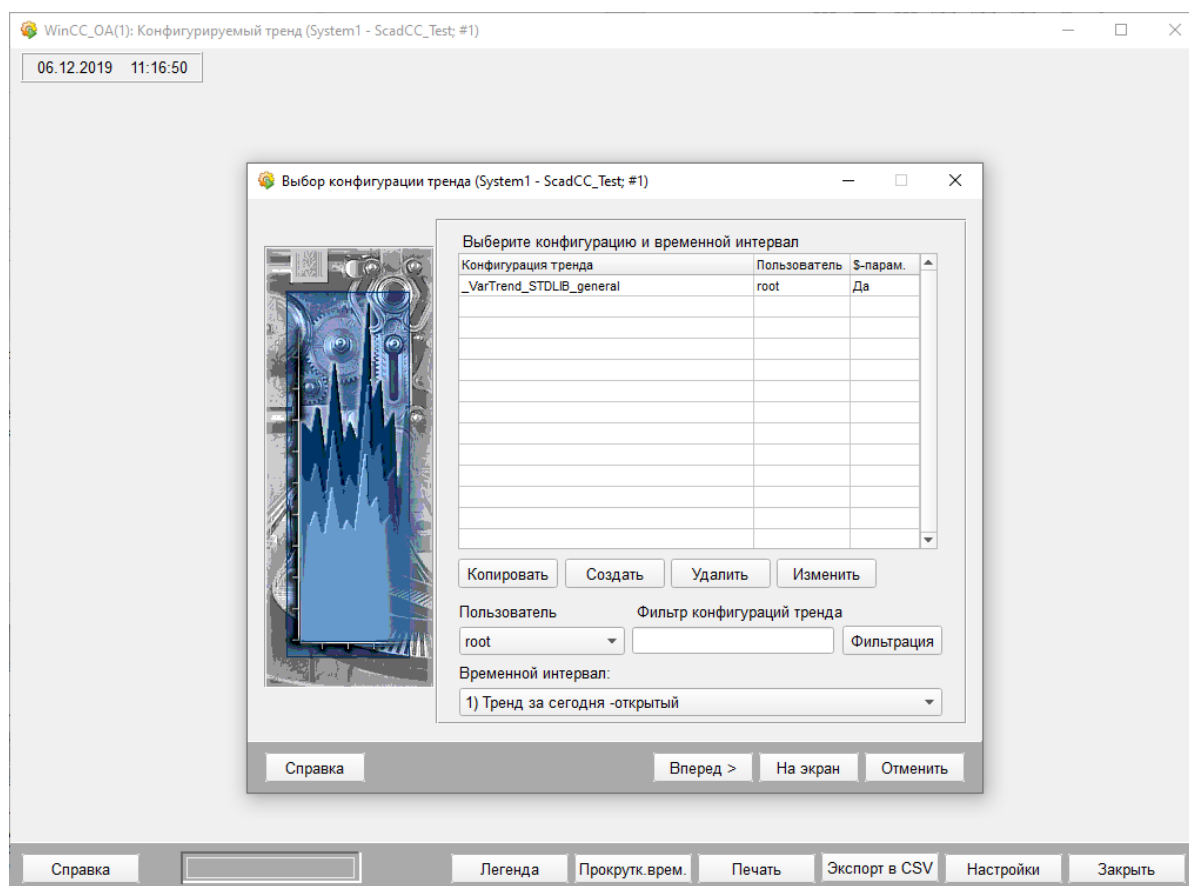 WinCC_OA(1): Конфигурируемый тренд (System1 - ScadCC_Test; #1)
06.12.2019 11:16:50
Выбор конфигурации тренда (System1 - ScadCC_Test; #1)
Выберите конфигурацию и временной интервал
Конфигурация тренда Пользователь $-парам.
_VarTrend_STDLIB_general root Да
Копировать Создать Удалить Изменить
Пользователь Фильтр конфигураций тренда
root Фильтрация
Временной интервал:
1) Тренд за сегодня -открытый
Справка Вперед > На экран Отменить
Справка Легенда Прокрутк.врем. Печать Экспорт в CSV Настройки Закрыть